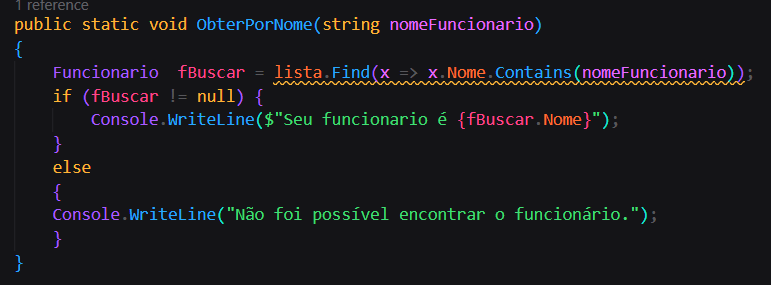 1 reference
public static void ObterPorNome(string nomeFuncionario)
{
Funcionario  fBuscar = lista.Find(x => x.Nome.Contains(nomeFuncionario));
if (fBuscar != null) {
Console.WriteLine($"Seu funcionario é {fBuscar.Nome}");
}
else
{
Console.WriteLine("Não foi possível encontrar o funcionário.");
}
}